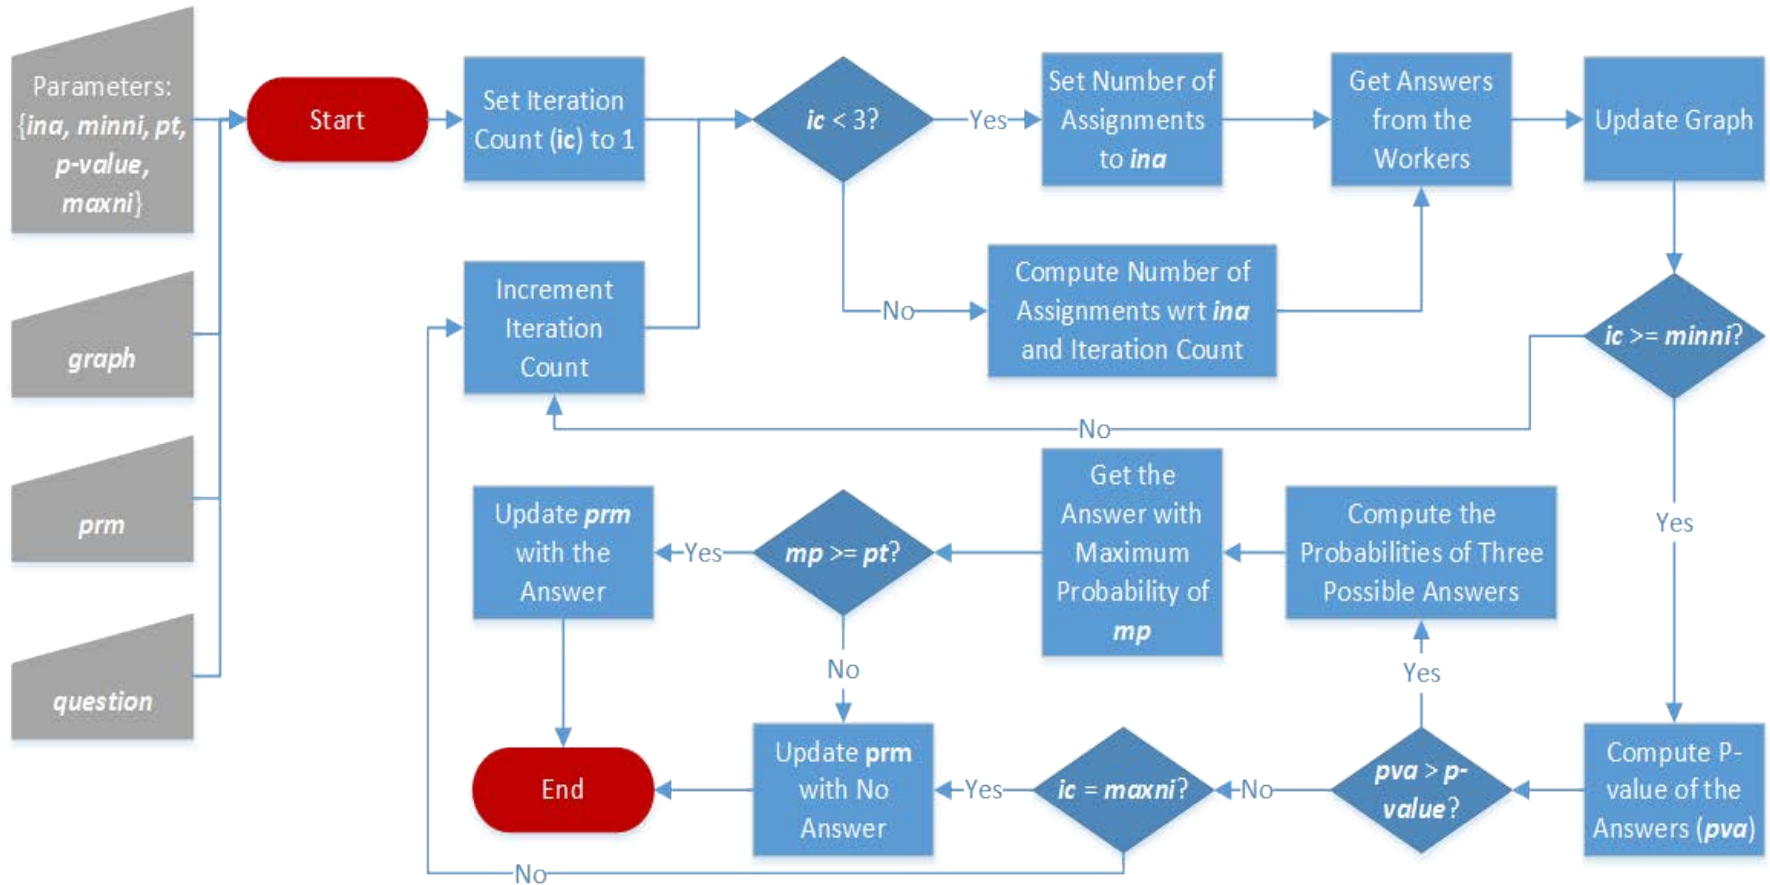 Parameters:
{ina, minni, pt,
p-value,
maxni}
graph
prm
question
Start
Set Iteration
Count (ic) to 1
ic < 3?
Yes
Set Number of
Assignments
to ina
Get Answers
from the
Workers
Update Graph
No
Compute Number of
Assignments wrt ina
and Iteration Count
Increment
Iteration
Count
ic >= minni?
No
Yes
Compute P-
value of the
Answers (pva)
pva > p-
value?
Yes
No
Compute the
Probabilities of Three
Possible Answers
Get the
Answer with
Maximum
Probability of
mp
mp >= pt?
Yes
No
Update prm
with the
Answer
ic = maxni?
Yes
No
Update prm
with No
Answer
End